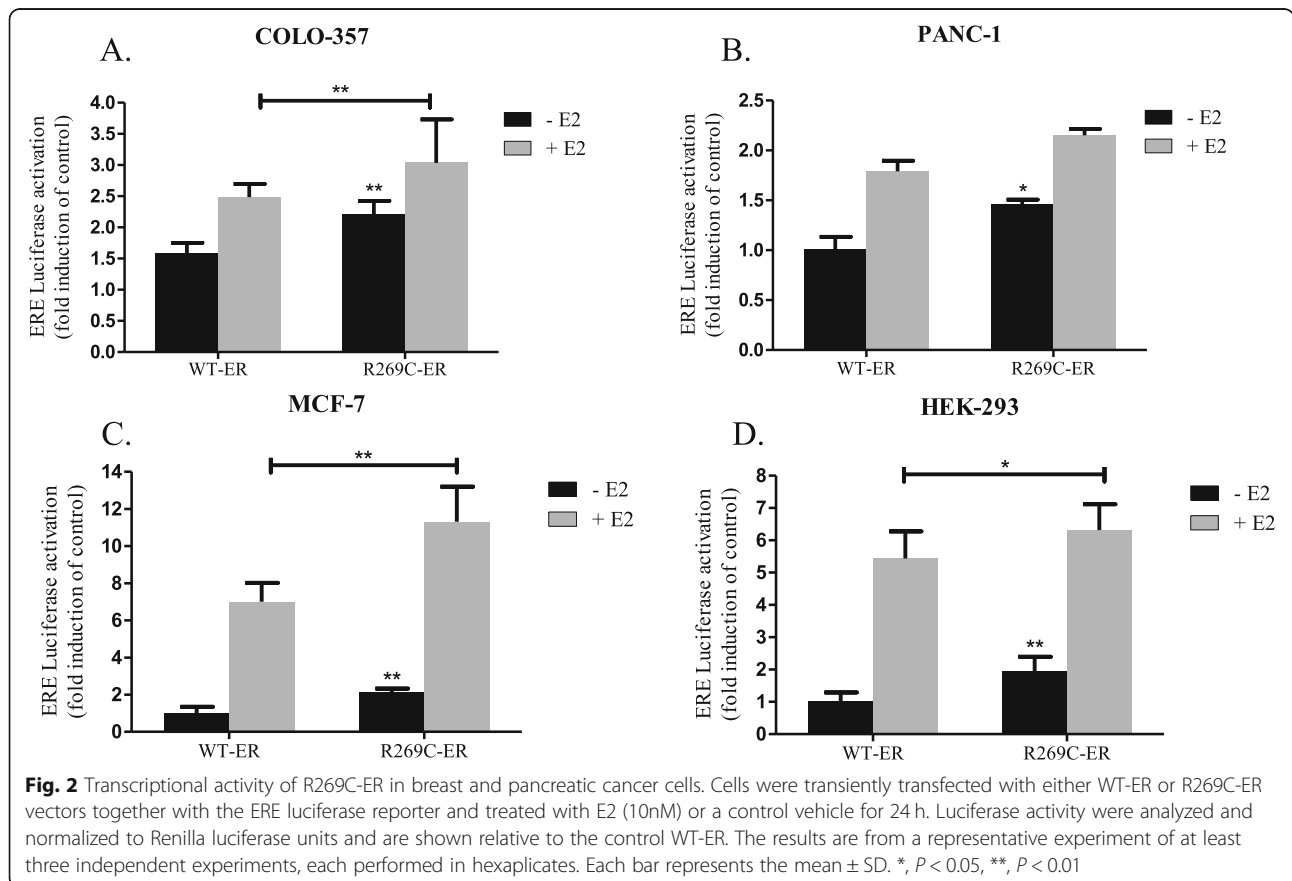 A.
COLO-357
**
4.0
3.5
3.0
2.5
2.0
1.5
1.0
0.5
0.0
ERE Luciferase activation
(fold induction of control)
**
- E2
+ E2
WT-ER
R269C-ER
B.
PANC-1
2.5
2.0
1.5
1.0
0.5
0.0
ERE Luciferase activation
(fold induction of control)
*
- E2
+ E2
WT-ER
R269C-ER
C.
MCF-7
**
14
12
10
8
6
4
2
0
ERE Luciferase activation
(fold induction of control)
**
- E2
+ E2
WT-ER
R269C-ER
D.
HEK-293
*
8
7
6
5
4
3
2
1
0
ERE Luciferase activation
(fold induction of control)
**
- E2
+ E2
WT-ER
R269C-ER
Fig. 2 Transcriptional activity of R269C-ER in breast and pancreatic cancer cells. Cells were transiently transfected with either WT-ER or R269C-ER
vectors together with the ERE luciferase reporter and treated with E2 (10nM) or a control vehicle for 24 h. Luciferase activity were analyzed and
normalized to Renilla luciferase units and are shown relative to the control WT-ER. The results are from a representative experiment of at least
three independent experiments, each performed in hexaplicates. Each bar represents the mean ± SD. *, P < 0.05, **, P < 0.01